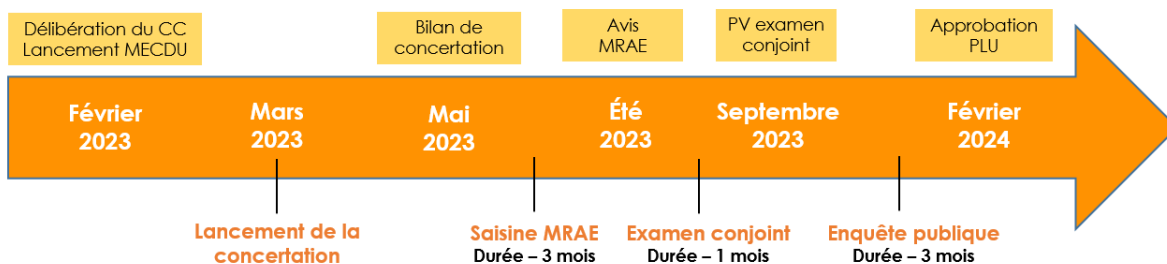 Délibération du CC
Lancement MECDU
Bilan de
concertation
Avis
MRAE
PV examen
conjoint
Approbation
PLU
Février
2023
Mars
2023
Mai
2023
Été
2023
Septembre
2023
Février
2024
Lancement de la
concertation
Saisine MRAE
Durée – 3 mois
Examen conjoint
Durée – 1 mois
Enquête publique
Durée – 3 mois